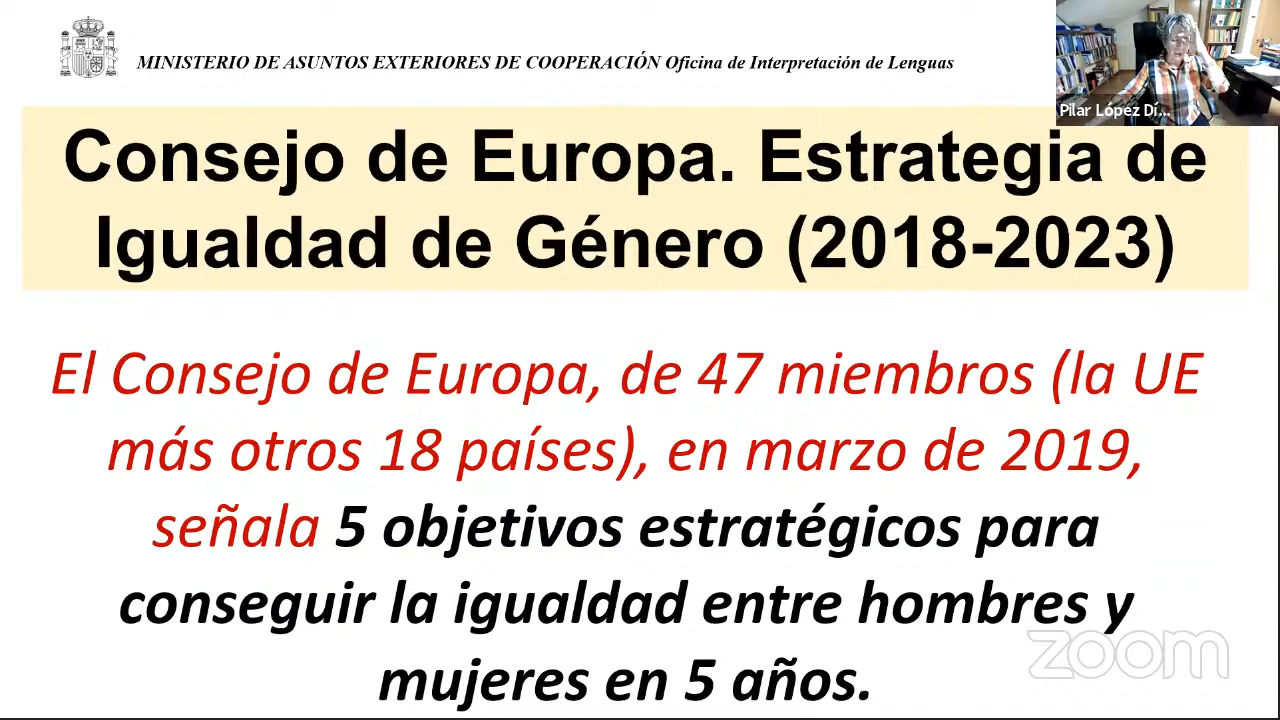 MINISTERIO DE ASUNTOS EXTERIORES DE COOPERACIÓN Oficina de Interpretación de Lenguas
Pilar López Dí...
Consejo de Europa. Estrategia de
Igualdad de Género (2018-2023)
El Consejo de Europa, de 47 miembros (la UE
más otros 18 países), en marzo de 2019,
señala 5 objetivos estratégicos para
conseguir la igualdad entre hombres y
mujeres en 5 años.
zoom